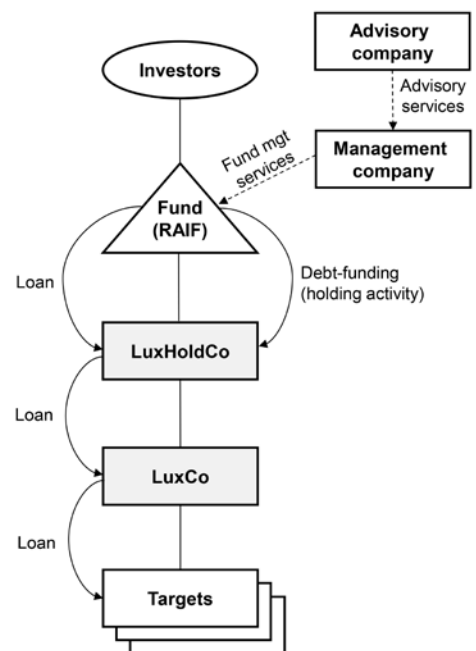 Advisory
company
Investors
Advisory
services
Management
company
Fund mgt
services
Fund
(RAIF)
Loan
Debt-funding
(holding activity)
LuxHoldCo
Loan
LuxCo
Loan
Targets